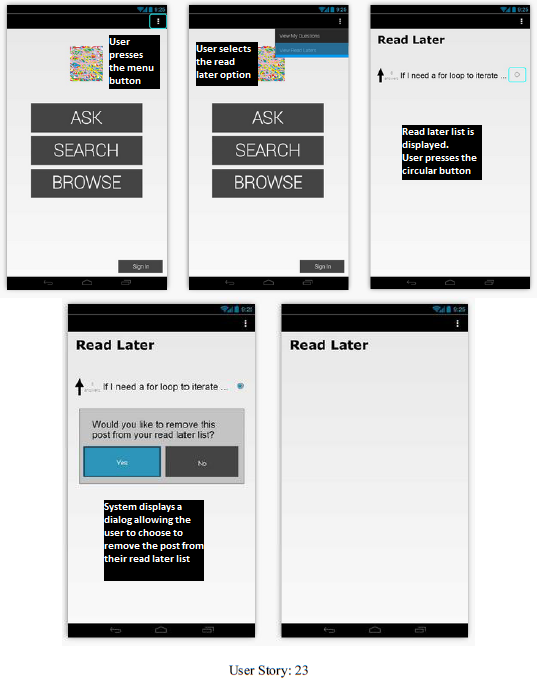 9:25
User
presses
the menu
button
ASK
SEARCH
BROWSE
Sign In
9:25
View My Questions
View Read Laters
User selects
the read
later option
ASK
SEARCH
BROWSE
Sign In
9:25
Read Later
If I need a for loop to iterate ...
Read later list is
displayed.
User presses the
circular button
9:25
Read Later
If I need a for loop to iterate ...
Would you like to remove this
post from your read later list?
Yes
No
System displays a
dialog allowing the
user to choose to
remove the post from
their read later list
9:25
Read Later
User Story: 23